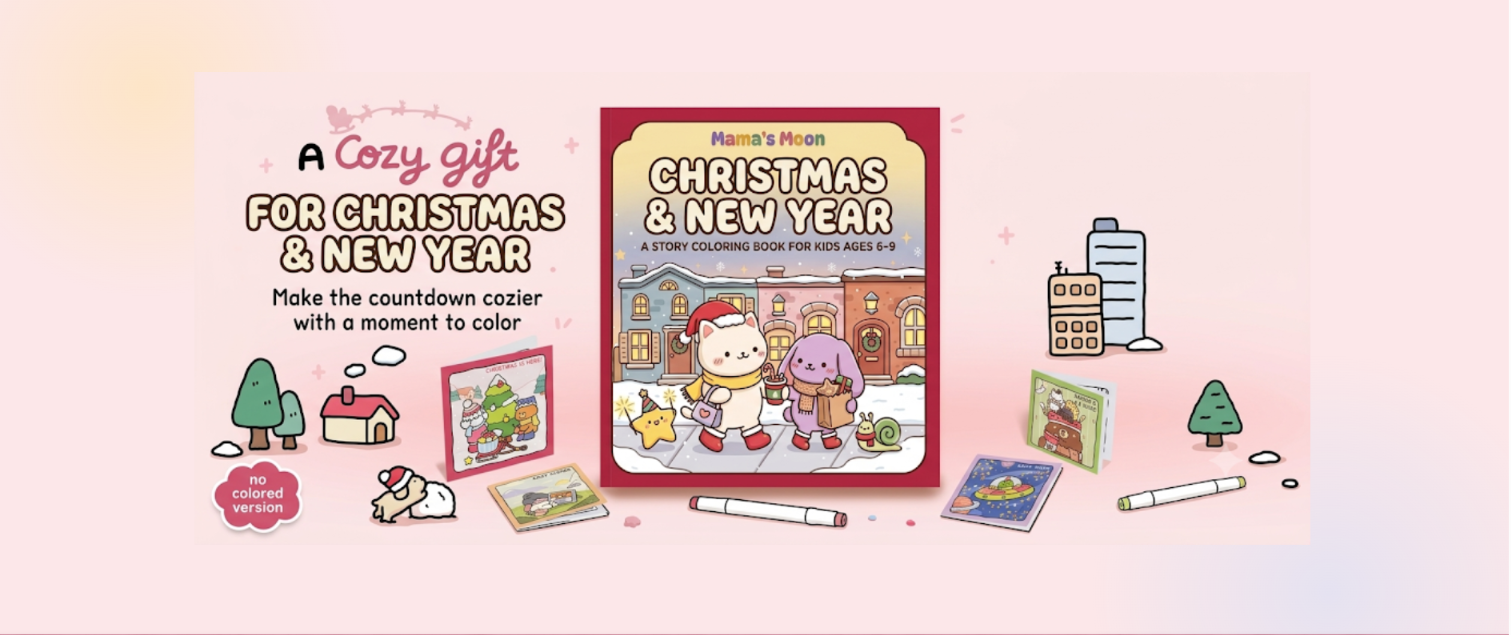 A Cozy gift
FOR CHRISTMAS
& NEW YEAR
Make the countdown cozier
with a moment to color
no
colored
version
Mama's Moon
CHRISTMAS
& NEW YEAR
A STORY COLORING BOOK FOR KIDS AGES 6-9
CHRISTMAS IS HERE!